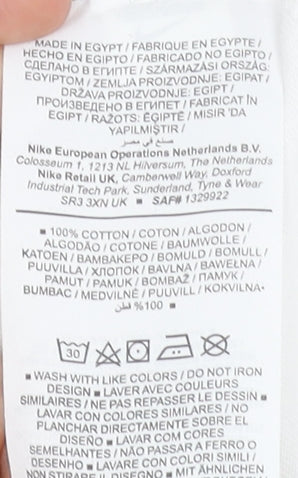 MADE IN EGYPT / FABRIQUE EN EGYPTE /
HECHO EN EGIPTO / FABRICADO NO EGIPTO /
СДЕЛАНО В ЕГИПТЕ / SZÁRMAZÁSI ORSZÁG:
EGYIPTOM / ZEMLJA PROIZVODNJE: EGIPAT /
DRŽAVA PROIZVODNJE: EGIPT /
ПРОИЗВЕДЕНО В ЕГИПЕТ / FABRICAT ÎN
EGIPT / RAŽOTS: ĒĢIPTĒ / MISIR 'DA
YAPILMIŞTIR /
صنع في مصر
Nike European Operations Netherlands B.V.
Colosseum 1, 1213 NL Hilversum, The Netherlands
Nike Retail UK, Camberwell Way, Doxford
Industrial Tech Park, Sunderland, Tyne & Wear
SR3 3XN UK ■ SAF# 1329922
■ 100% COTTON / COTON / ALGODON /
ALGODÃO / COTONE / BAUMWOLLE /
KATOEN / ΒΑΜΒΑΚΕΡΟ / BOMULD / BOMULL /
PUUVILLA / ХЛОПОК / BAVLNA / BAWEŁNA /
PAMUT / PAMUK / BOMBAŽ / ПАМУК /
BUMBAC / MEDVILNĖ / PUUVILL / KOKVILNA•
■ %100 قطن
30
■ WASH WITH LIKE COLORS / DO NOT IRON
DESIGN ■ LAVER AVEC COULEURS
SIMILAIRES / NE PAS REPASSER LE DESSIN ■
LAVAR CON COLORES SIMILARES / NO
PLANCHAR DIRECTAMENTE SOBRE EL
DISEÑO ■ LAVAR COM CORES
SEMELHANTES / NÃO PASSAR A FERRO O
DESENHO ■ LAVARE CON COLORI SIMILI /
NON STIRARE IL DISEGNO ■ MIT ÄHNLICHEN